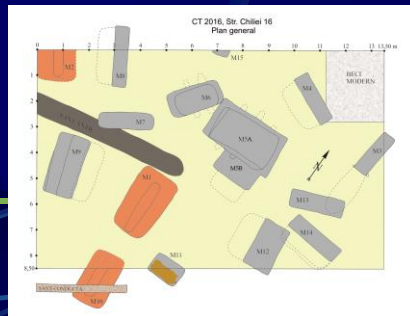 CT 2016, Str. Chiliei 16
Plan general
0 1 2 3 4 5 6 7 8 9 10 11 12 13 13,50 m
M2
M8
M15
BECI
MODERN
1
M4
M6
2
M7
3
M5A
M3
4
M9
M5B
N
5
M1
M13
6
M14
7
M11
M12
8
8,50
M10